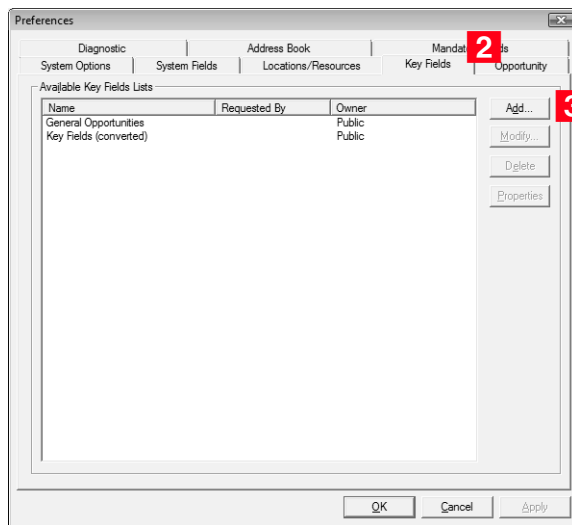 Preferences
Diagnostic Address Book Mandato ds
2
System Options System Fields Locations/Resources Key Fields Opportunity
Available Key Fields Lists
Name Requested By Owner
General Opportunities Public
Key Fields (converted) Public
Add...
3
Modify...
Delete
Properties
OK Cancel Apply